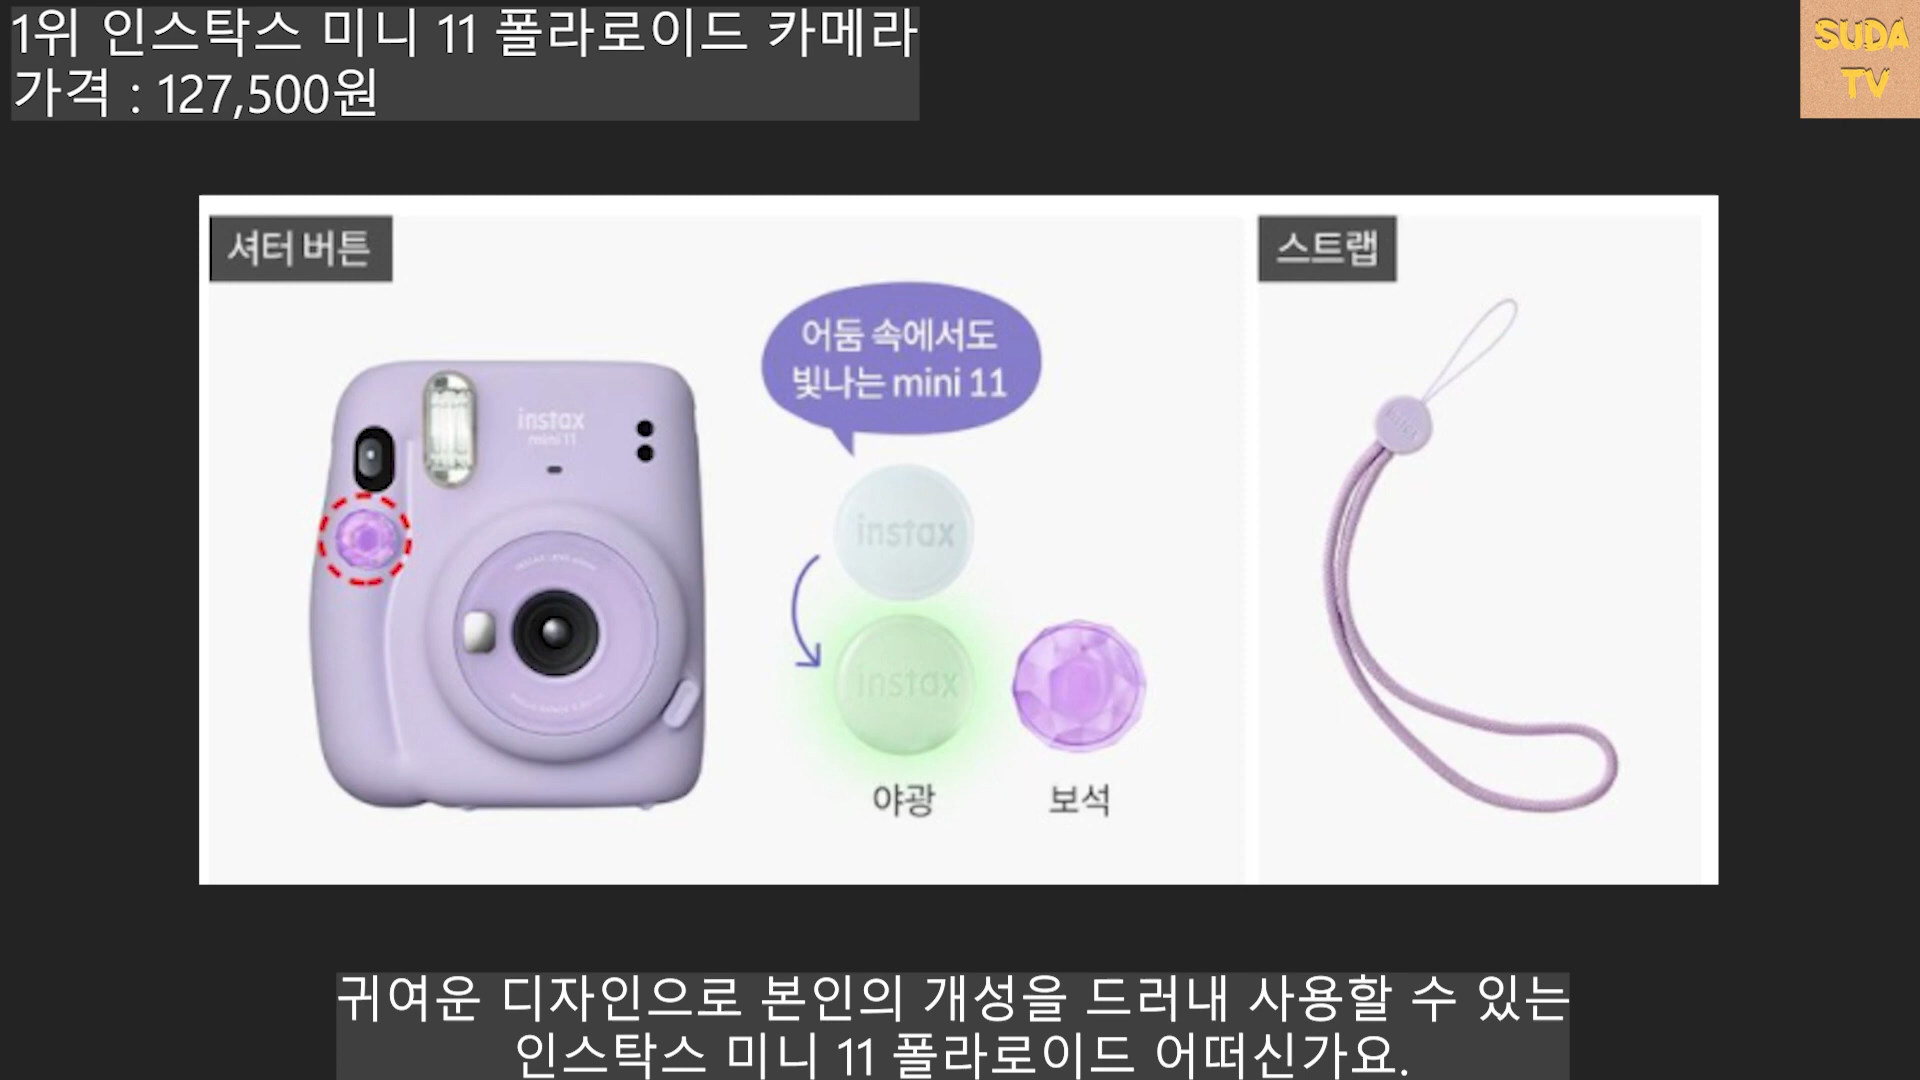 1위 인스탁스 미니 11 폴라로이드 카메라
가격 : 127,500원
SUDA
TV
셔터 버튼
스트랩
어둠 속에서도
빛나는 mini 11
instax
mini 11
instax
instax
야광
보석
귀여운 디자인으로 본인의 개성을 드러내 사용할 수 있는
인스탁스 미니 11 폴라로이드 어떠신가요.